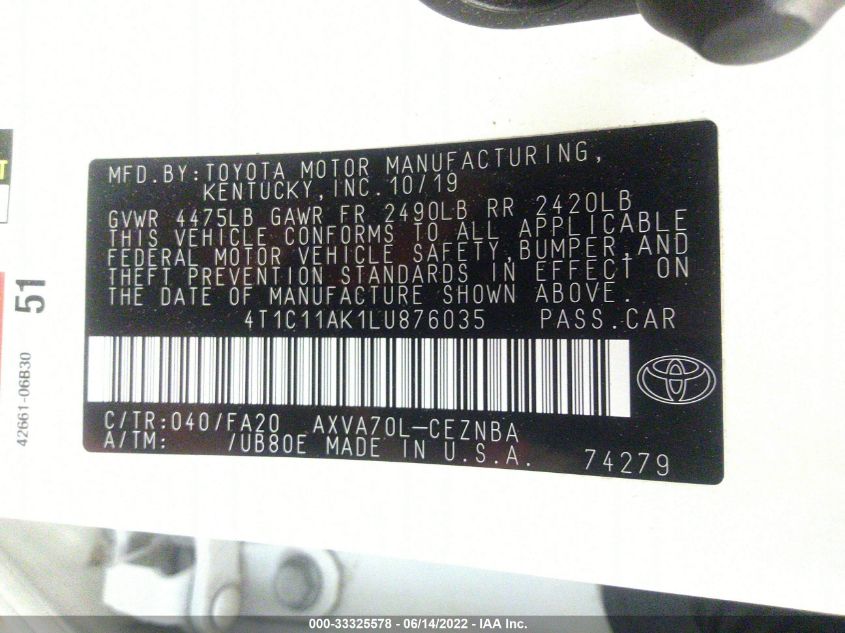 MFD.BY:TOYOTA MOTOR MANUFACTURING,
KENTUCKY,INC.10/19
GVWR 4475LB GAWR FR 2490LB RR 2420LB
THIS VEHICLE CONFORMS TO ALL APPLICABLE
FEDERAL MOTOR VEHICLE SAFETY,BUMPER,AND
THEFT PREVENTION STANDARDS IN EFFECT ON
THE DATE OF MANUFACTURE SHOWN ABOVE.
4T1C11AK1LU876035 PASS.CAR
C/TR:040/FA20 AXVA70L-CEZNBA
A/TM: /UB80E MADE IN U.S.A. 74279
51
42661-06B30
T
000-33325578 - 06/14/2022 - IAA Inc.